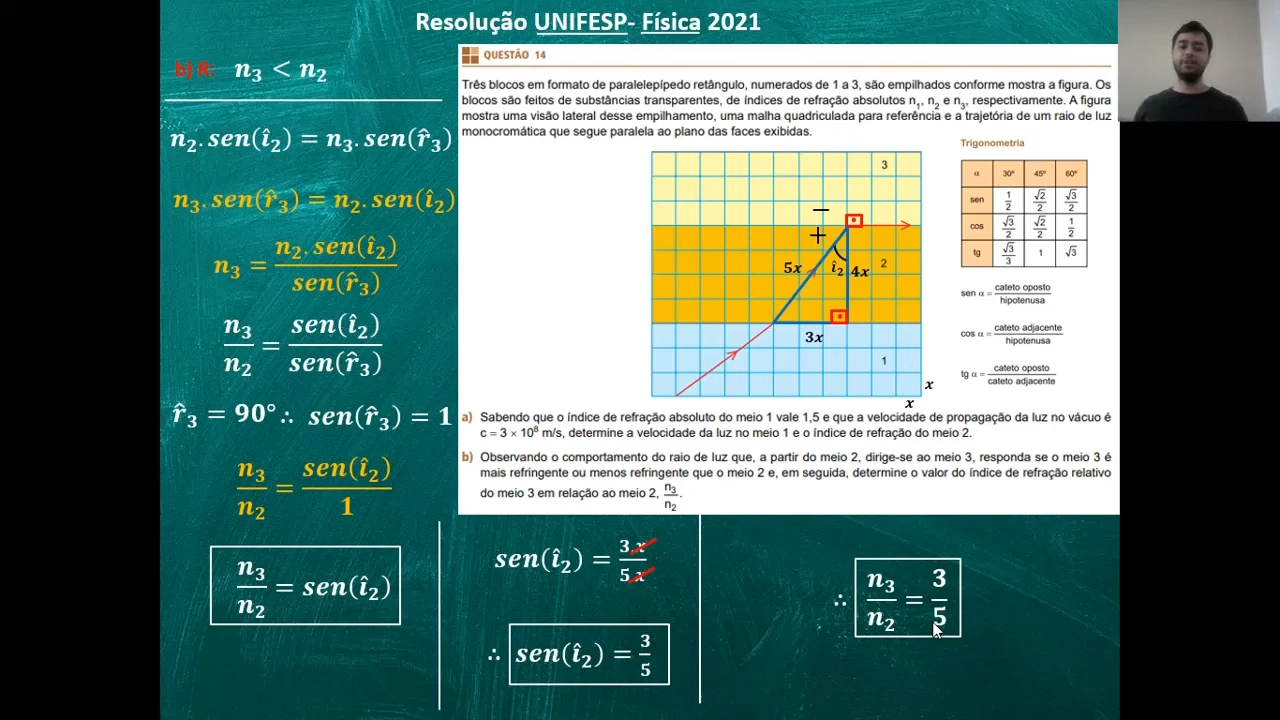 Resolução UNIFESP- Física 2021
b) R: n₃ < n₂
n₂.sen(î₂) = n₃.sen(r̂₃)
n₃.sen(r̂₃) = n₂.sen(î₂)
n₃ = n₂.sen(î₂) / sen(r̂₃)
n₃/n₂ = sen(î₂)/sen(r̂₃)
r̂₃ = 90° ∴ sen(r̂₃) = 1
n₃/n₂ = sen(î₂)/1
n₃/n₂ = sen(î₂)
QUESTÃO 14
Três blocos em formato de paralelepípedo retângulo, numerados de 1 a 3, são empilhados conforme mostra a figura. Os
blocos são feitos de substâncias transparentes, de índices de refração absolutos n₁, n₂ e n₃, respectivamente. A figura
mostra uma visão lateral desse empilhamento, uma malha quadriculada para referência e a trajetória de um raio de luz
monocromática que segue paralela ao plano das faces exibidas.
3
−
+
5x
î₂
4x
2
3x
1
x
x
Trigonometria
α 30º 45º 60º
sen 1/2 √2/2 √3/2
cos √3/2 √2/2 1/2
tg √3/3 1 √3
sen α = cateto oposto / hipotenusa
cos α = cateto adjacente / hipotenusa
tg α = cateto oposto / cateto adjacente
a) Sabendo que o índice de refração absoluto do meio 1 vale 1,5 e que a velocidade de propagação da luz no vácuo é
c = 3 × 10⁸ m/s, determine a velocidade da luz no meio 1 e o índice de refração do meio 2.
b) Observando o comportamento do raio de luz que, a partir do meio 2, dirige-se ao meio 3, responda se o meio 3 é
mais refringente ou menos refringente que o meio 2 e, em seguida, determine o valor do índice de refração relativo
do meio 3 em relação ao meio 2, n₃/n₂.
sen(î₂) = 3x/5x
∴ sen(î₂) = 3/5
∴ n₃/n₂ = 3/5